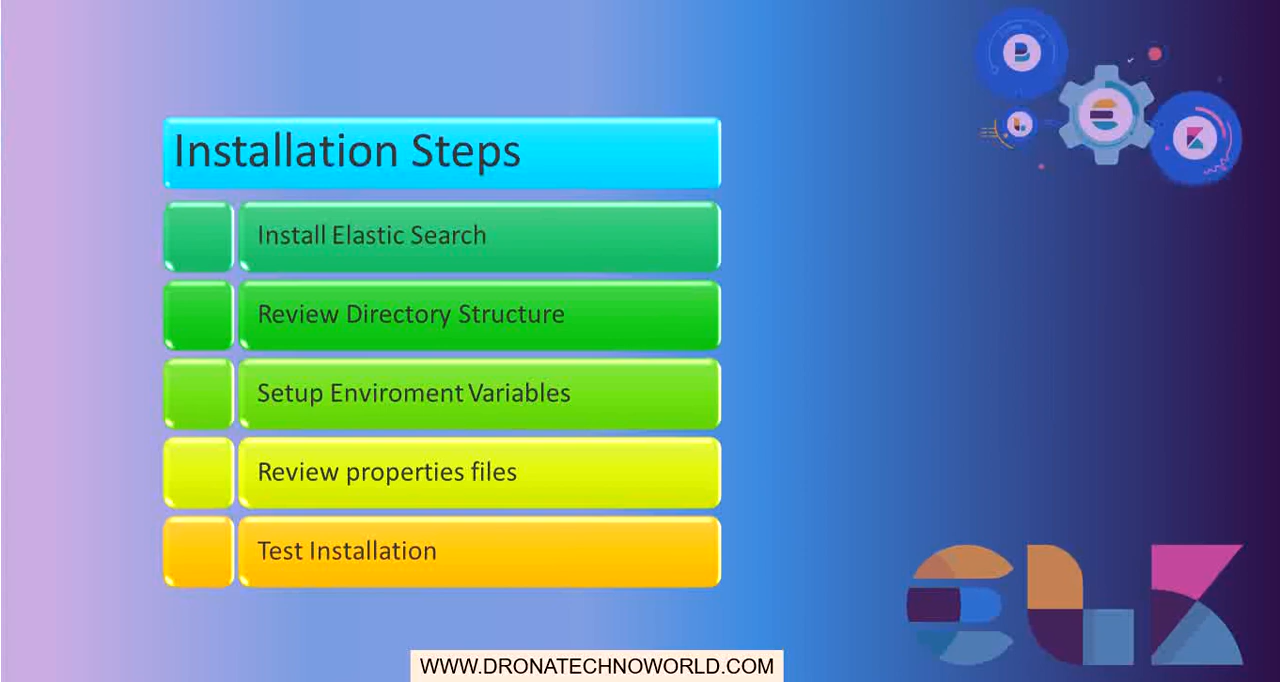 Installation Steps
Install Elastic Search
Review Directory Structure
Setup Enviroment Variables
Review properties files
Test Installation
WWW.DRONATECHNOWORLD.COM